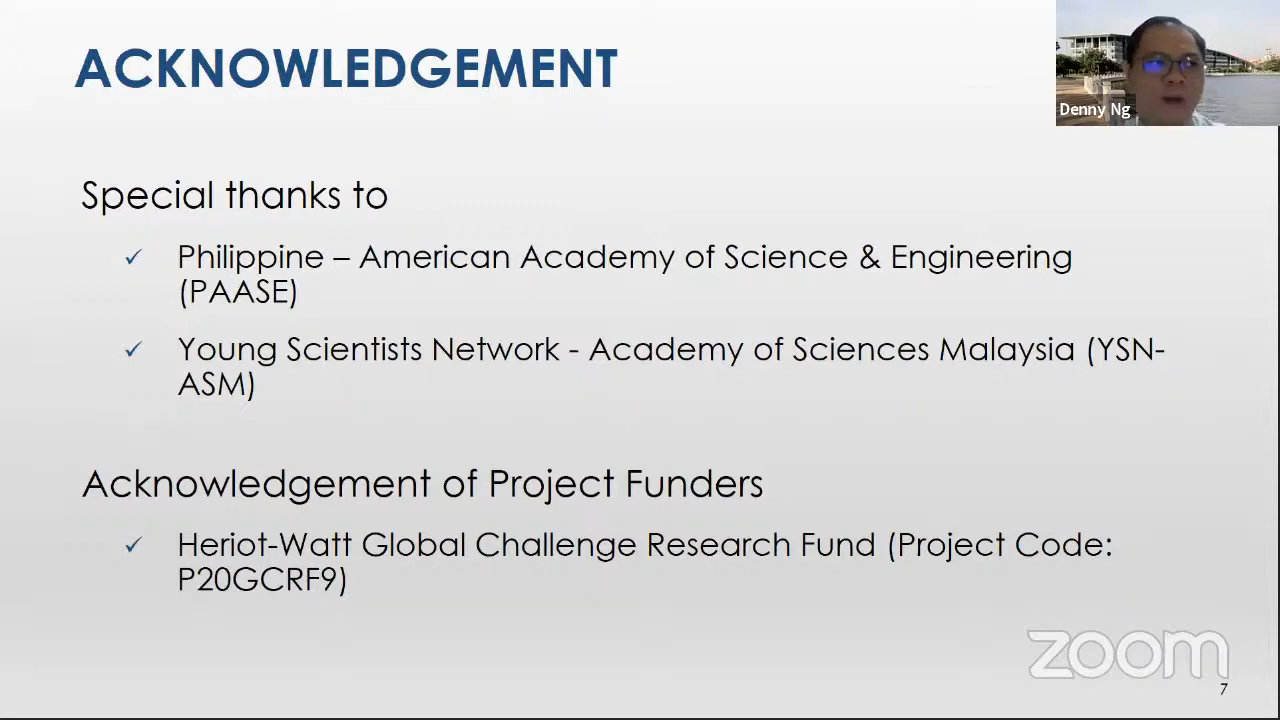 ACKNOWLEDGEMENT
Denny Ng
Special thanks to
✓ Philippine – American Academy of Science & Engineering
(PAASE)
✓ Young Scientists Network - Academy of Sciences Malaysia (YSN-
ASM)
Acknowledgement of Project Funders
✓ Heriot-Watt Global Challenge Research Fund (Project Code:
P20GCRF9)
zoom
7